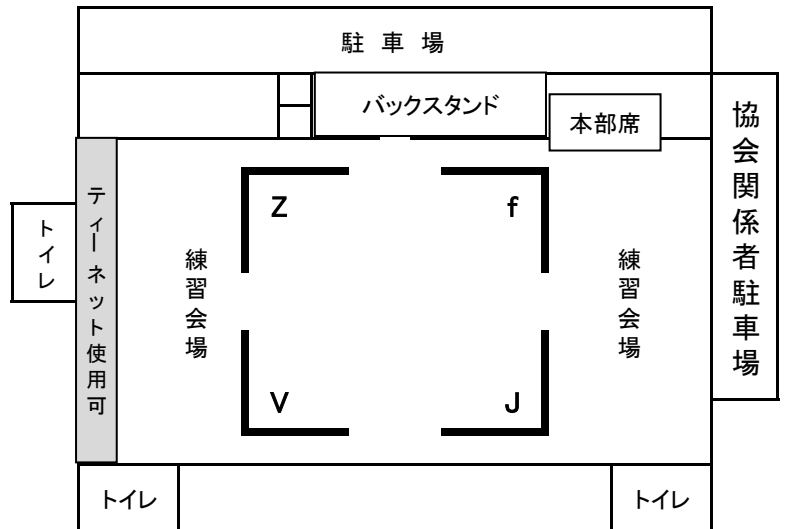 駐 車 場
バックスタンド
本部席
協会関係者駐車場
Z
f
ティーネット使用可
トイレ
練習会場
練習会場
V
J
トイレ
トイレ